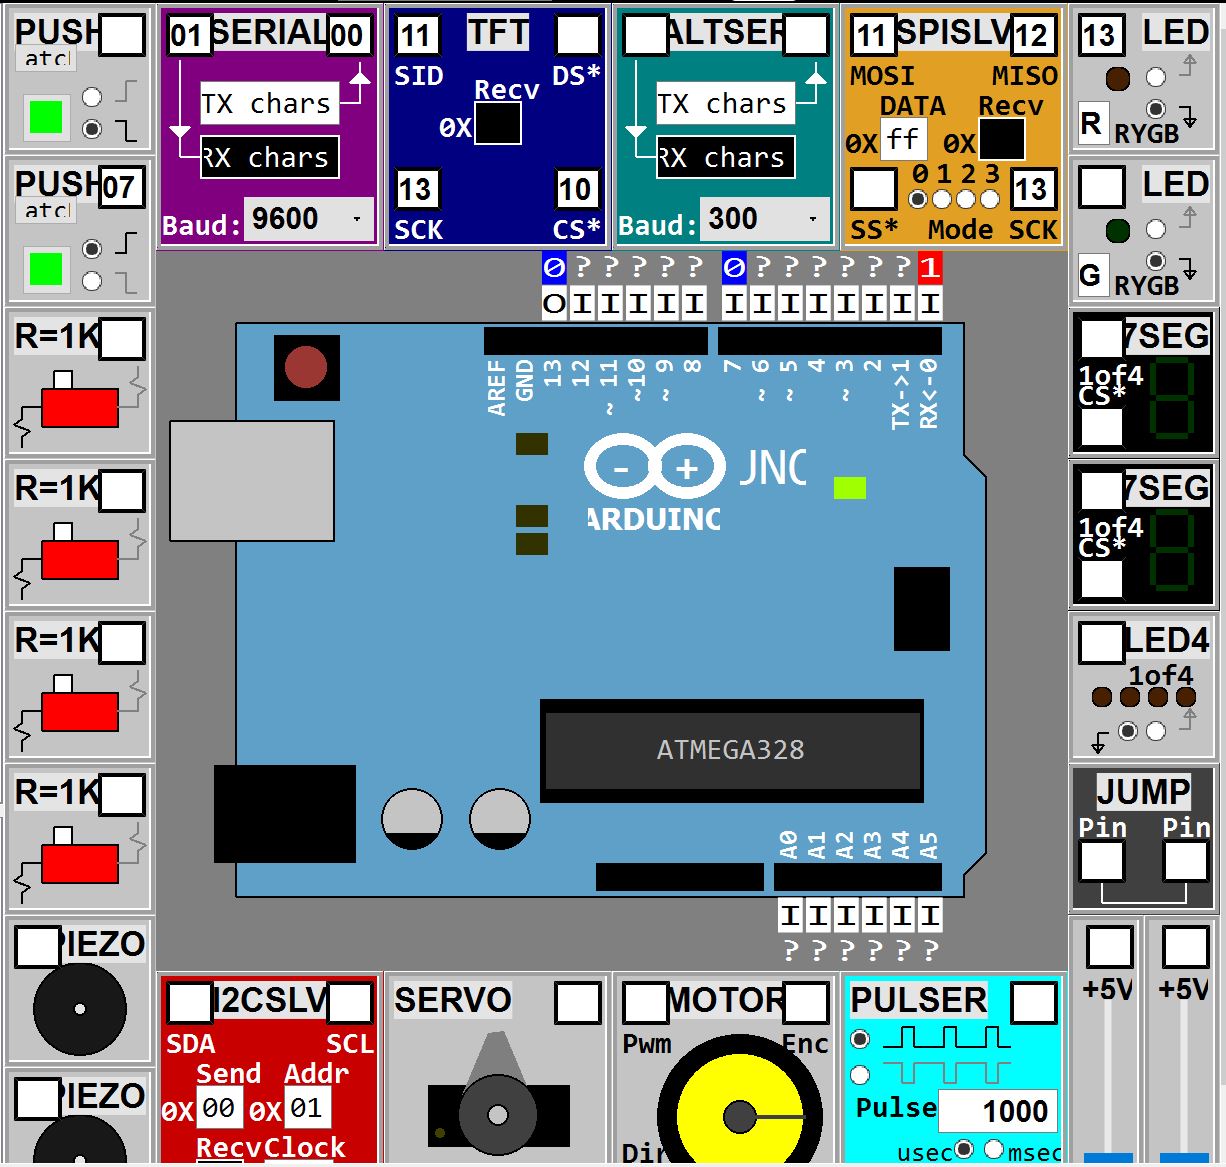 PUSH
atcl
01 SERIAL 00
TX chars
RX chars
Baud: 9600
11 TFT
SID DS*
Recv
0X
13 10
SCK CS*
ALTSER
TX chars
RX chars
Baud: 300
11 SPISLV 12
MOSI MISO
DATA Recv
0X ff 0X
0 1 2 3
13
SS* Mode SCK
13 LED
R RYGB
PUSH 07
atcl
LED
G RYGB
0 ? ? ? ? ? 0 ? ? ? ? ? ? 1
O I I I I I I I I I I I I I
AREF
GND
13
12
~ 11
~10
~ 9
8
7
~ 6
~ 5
4
~ 3
2
TX->1
RX<-0
- +
ARDUINO
R=1K
R=1K
R=1K
R=1K
7SEG
1of4
CS*
7SEG
1of4
CS*
LED4
1of4
ATMEGA328
A0
A1
A2
A3
A4
A5
I I I I I I
? ? ? ? ? ?
JUMP
Pin Pin
PIEZO
PIEZO
+5V +5V
I2CSLV
SDA SCL
Send Addr
0X 00 0X 01
Recv Clock
SERVO
MOTOR
Pwm Enc
Dir
PULSER
Pulse 1000
usec msec